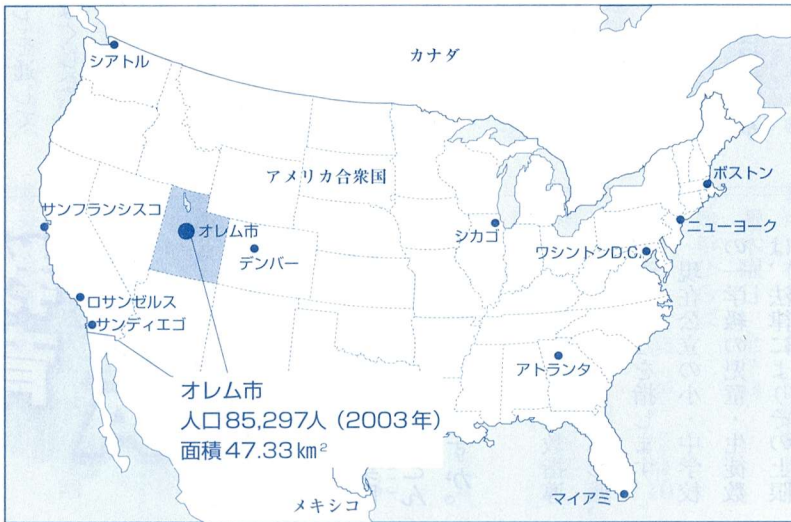 カナダ
シアトル
アメリカ合衆国
ボストン
サンフランシスコ
オレム市
シカゴ
ニューヨーク
デンバー
ワシントンD.C.
ロサンゼルス
サンディエゴ
アトランタ
オレム市
人口85,297人（2003年）
面積47.33km²
メキシコ
マイアミ